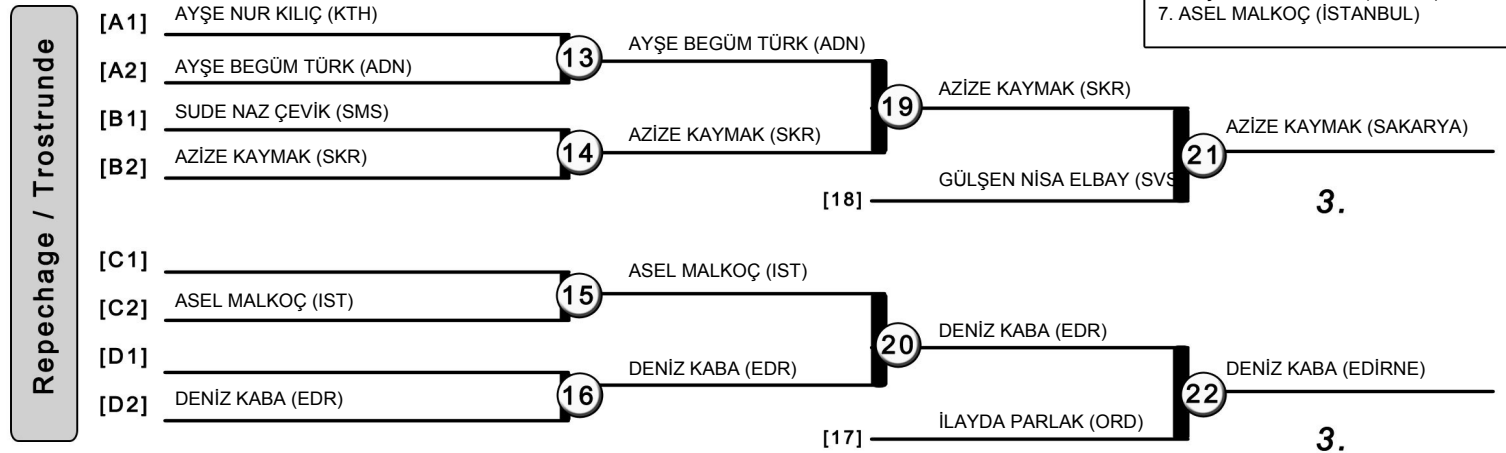 7. ASEL MALKOÇ (İSTANBUL)
Repechage / Trostrunde
[A1] AYŞE NUR KILIÇ (KTH)
[A2] AYŞE BEGÜM TÜRK (ADN)
13 AYŞE BEGÜM TÜRK (ADN)
[B1] SUDE NAZ ÇEVİK (SMS)
[B2] AZİZE KAYMAK (SKR)
14 AZİZE KAYMAK (SKR)
19 AZİZE KAYMAK (SKR)
[18] GÜLŞEN NİSA ELBAY (SVS
21 AZİZE KAYMAK (SAKARYA)
3.
[C1]
[C2] ASEL MALKOÇ (IST)
15 ASEL MALKOÇ (IST)
[D1]
[D2] DENİZ KABA (EDR)
16 DENİZ KABA (EDR)
20 DENİZ KABA (EDR)
[17] İLAYDA PARLAK (ORD)
22 DENİZ KABA (EDİRNE)
3.